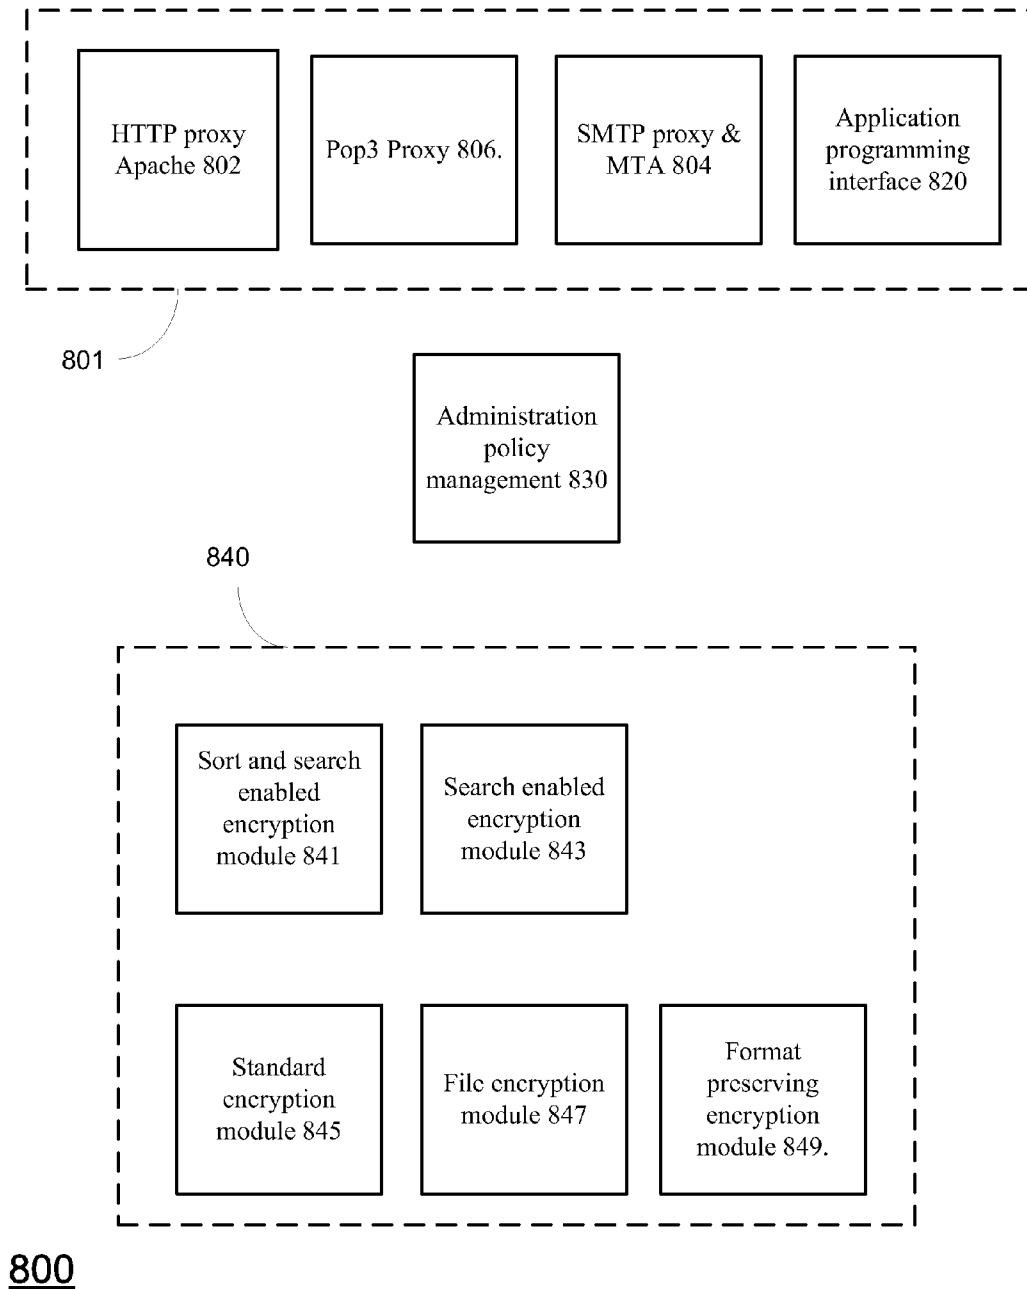 HTTP proxy
Apache 802
Pop3 Proxy 806.
SMTP proxy &
MTA 804
Application
programming
interface 820
801
Administration
policy
management 830
840
Sort and search
enabled
encryption
module 841
Search enabled
encryption
module 843
Standard
encryption
module 845
File encryption
module 847
Format
preserving
encryption
module 849.
800